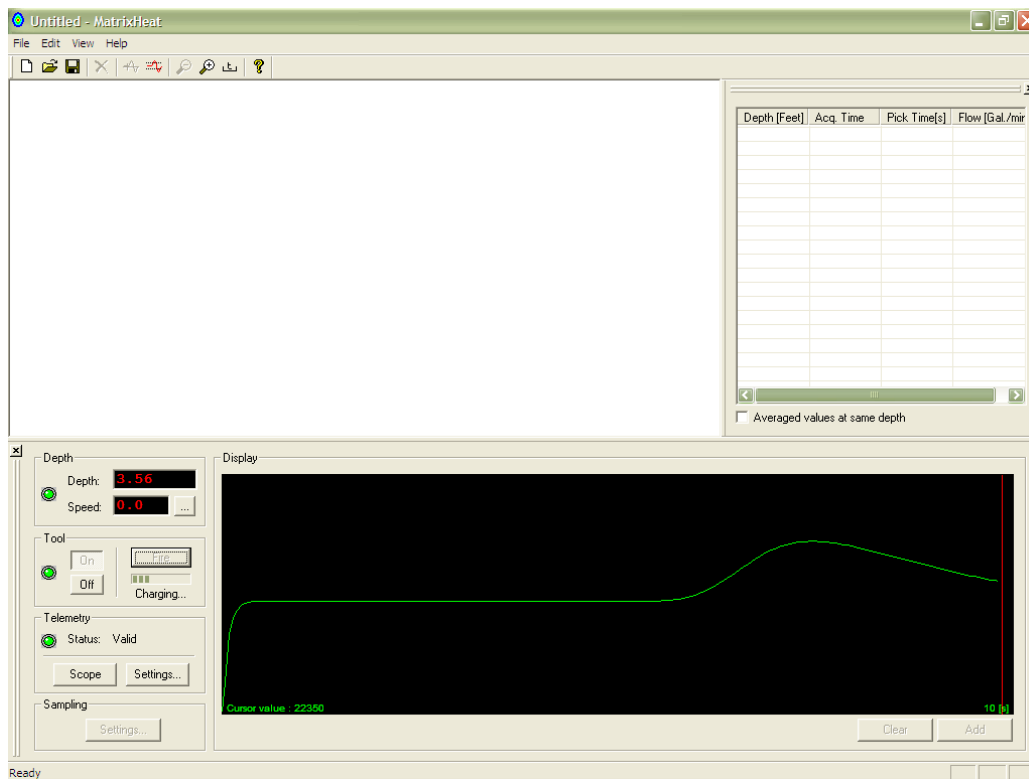 Untitled - MatrixHeat
File Edit View Help
Depth [Feet] Acq. Time Pick Time[s] Flow [Gal./min
Averaged values at same depth
Depth
Depth: 3.56
Speed: 0.0 ...
Tool
On Fire
Off
Charging...
Telemetry
Status: Valid
Scope Settings...
Sampling
Settings...
Display
Cursor value : 22350 10 [s]
Clear Add
Ready